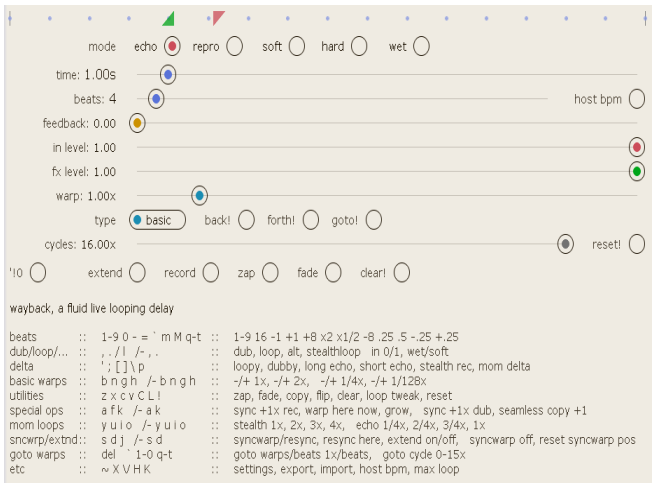 mode echo repro soft hard wet
time: 1.00s
beats: 4 host bpm
feedback: 0.00
in level: 1.00
fx level: 1.00
warp: 1.00x
type basic back! forth! goto!
cycles: 16.00x reset!
'!0 extend record zap fade clear!
wayback, a fluid live looping delay
beats :: 1-9 0 - = ` m M q-t :: 1-9 16 -1 +1 +8 x2 x1/2 -8 .25 .5 -.25 +.25
dub/loop/... :: , . / l /- , . :: dub, loop, alt, stealthloop in 0/1, wet/soft
delta :: ' ; [ ] \ p :: loopy, dubby, long echo, short echo, stealth rec, mom delta
basic warps :: b n g h /- b n g h :: -/+ 1x, -/+ 2x, -/+ 1/4x, -/+ 1/128x
utilities :: z x c v C L ! :: zap, fade, copy, flip, clear, loop tweak, reset
special ops :: a f k /- a k :: sync +1x rec, warp here now, grow, sync +1x dub, seamless copy +1
mom loops :: y u i o /- y u i o :: stealth 1x, 2x, 3x, 4x, echo 1/4x, 2/4x, 3/4x, 1x
sncwrp/extnd:: s d j /- s d :: syncwarp/resync, resync here, extend on/off, syncwarp off, reset syncwarp pos
goto warps :: del ` 1-0 q-t :: goto warps/beats 1x/beats, goto cycle 0-15x
etc :: ~ X V H K :: settings, export, import, host bpm, max loop